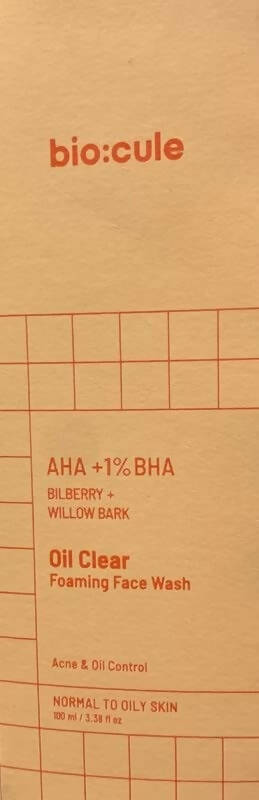 bio:cule
AHA +1% BHA
BILBERRY +
WILLOW BARK
Oil Clear
Foaming Face Wash
Acne & Oil Control
NORMAL TO OILY SKIN
100 ml / 3.38 fl oz